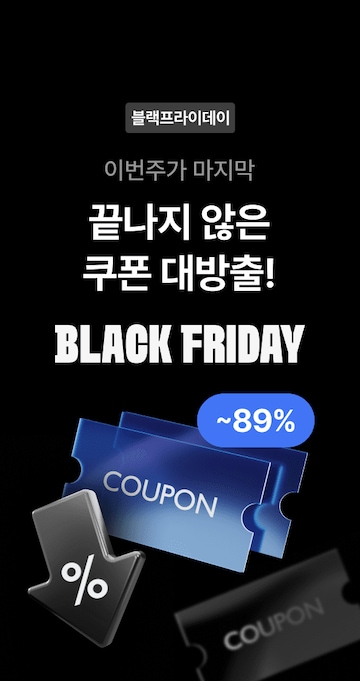 블랙프라이데이
이번주가 마지막
끝나지 않은
쿠폰 대방출!
BLACK FRIDAY
~89%
COUPON
%
COUPON